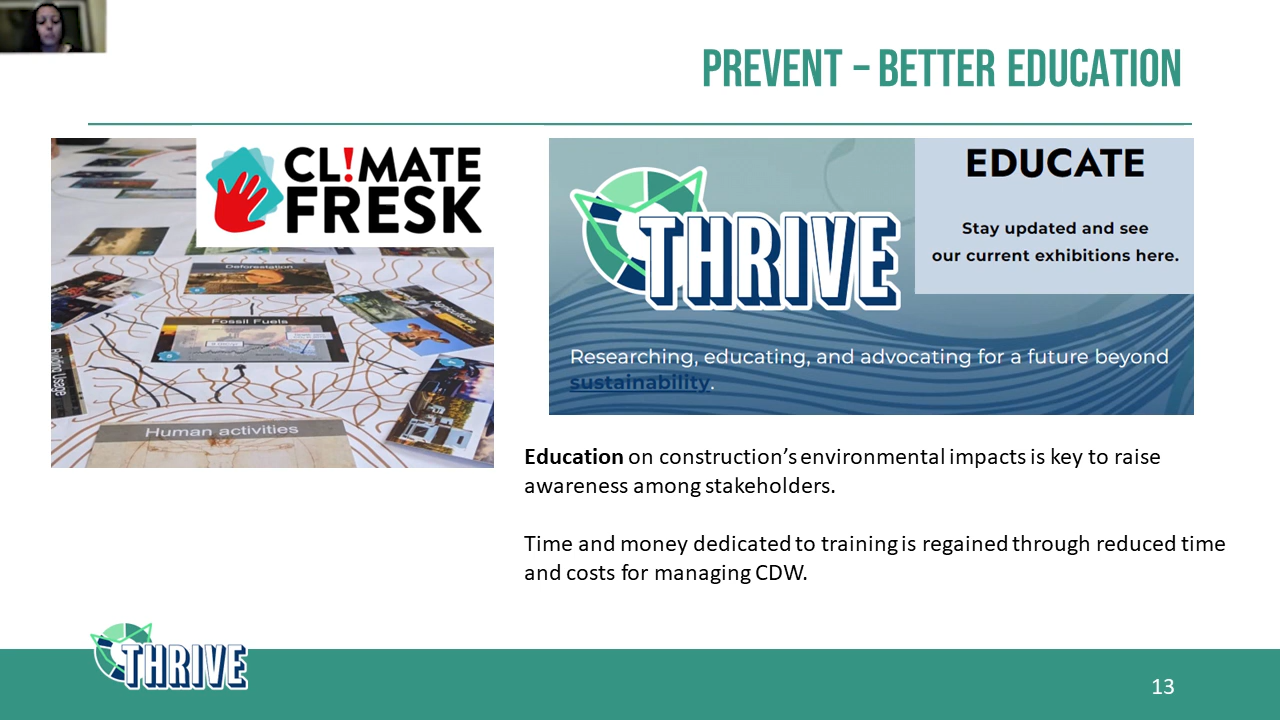 PREVENT – BETTER EDUCATION
CL!MATE
FRESK
Deforestation
Fossil Fuels
Agriculture
Building Usage
Human activities
THRIVE
EDUCATE
Stay updated and see
our current exhibitions here.
Researching, educating, and advocating for a future beyond
sustainability.
Education on construction’s environmental impacts is key to raise
awareness among stakeholders.
Time and money dedicated to training is regained through reduced time
and costs for managing CDW.
THRIVE
13